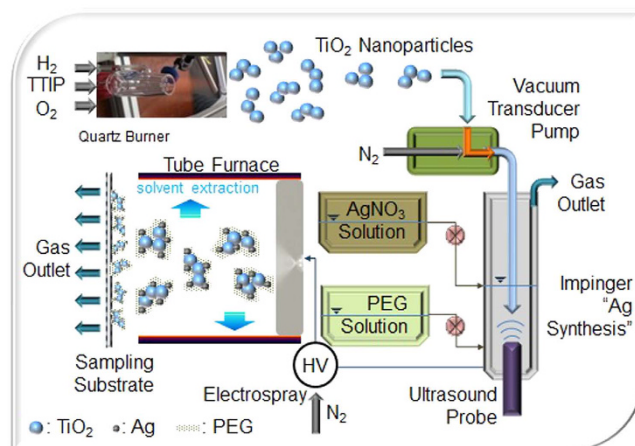 TiO2 Nanoparticles
H2
TTIP
O2
Quartz Burner
Vacuum
Transducer
Pump
N2
Tube Furnace
solvent extraction
Gas
Outlet
AgNO3
Solution
Gas
Outlet
PEG
Solution
Impinger
"Ag
Synthesis"
Sampling
Substrate
HV
Electrospray
N2
Ultrasound
Probe
: TiO2 : Ag : PEG